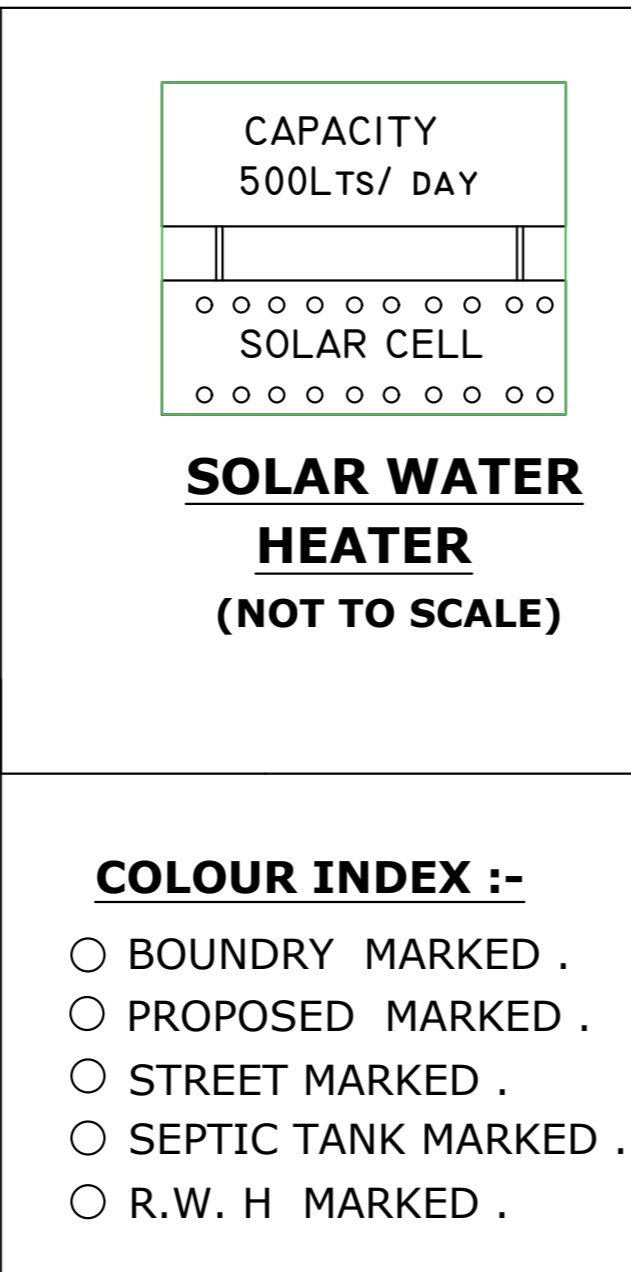 CAPACITY
500LTS/ DAY
SOLAR CELL
SOLAR WATER
HEATER
(NOT TO SCALE)
COLOUR INDEX :-
BOUNDRY MARKED .
PROPOSED MARKED .
STREET MARKED .
SEPTIC TANK MARKED .
R.W. H MARKED .